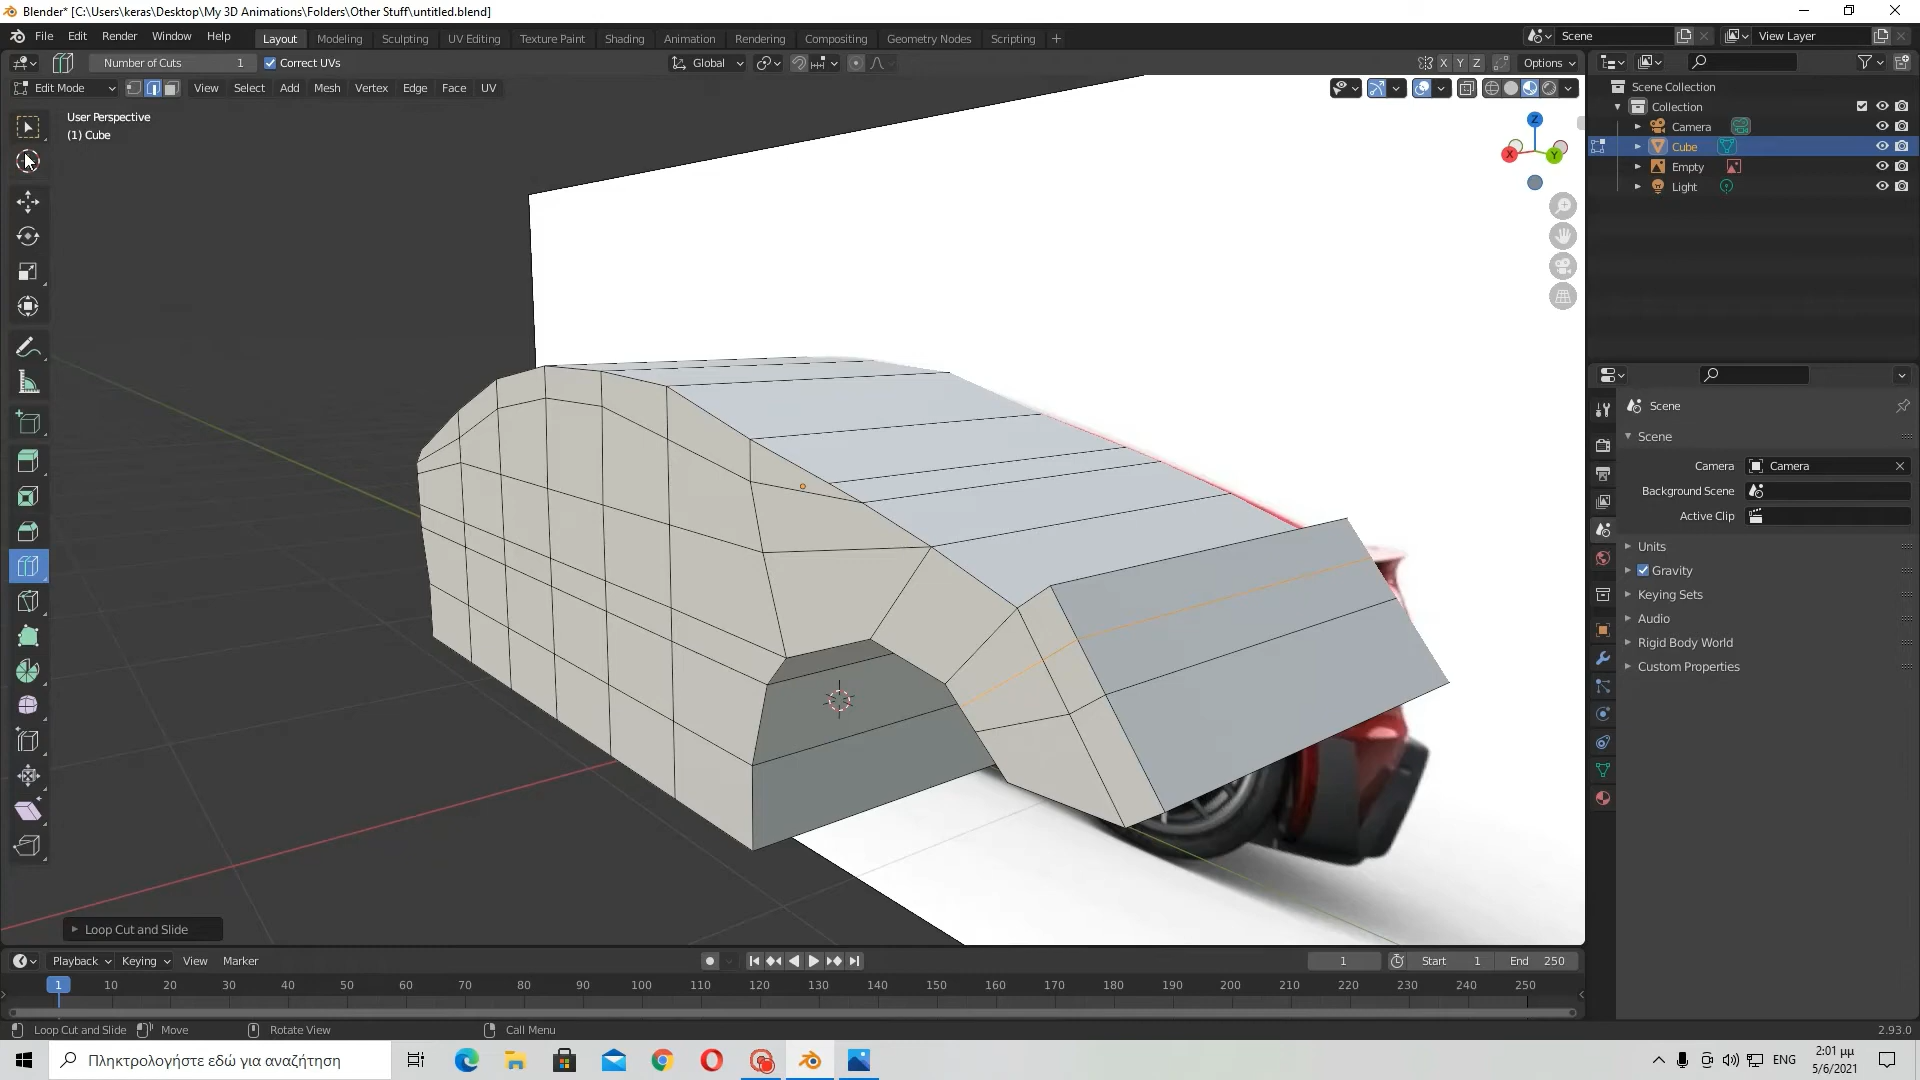 Blender* [C:\Users\keras\Desktop\My 3D Animations\Folders\Other Stuff\untitled.blend]
File Edit Render Window Help Layout Modeling Sculpting UV Editing Texture Paint Shading Animation Rendering Compositing Geometry Nodes Scripting + Scene View Layer
Number of Cuts 1 Correct UVs Global X Y Z Options
Edit Mode View Select Add Mesh Vertex Edge Face UV
User Perspective
(1) Cube
Z
X
Y
Scene Collection
Collection
Camera
Cube
Empty
Light
Scene
Scene
Camera Camera
Background Scene
Active Clip
Units
Gravity
Keying Sets
Audio
Rigid Body World
Custom Properties
Loop Cut and Slide
Playback Keying View Marker 1 Start 1 End 250
1 10 20 30 40 50 60 70 80 90 100 110 120 130 140 150 160 170 180 190 200 210 220 230 240 250
Loop Cut and Slide Move Rotate View Call Menu 2.93.0
Πληκτρολογήστε εδώ για αναζήτηση
ENG
2:01 μμ
5/6/2021